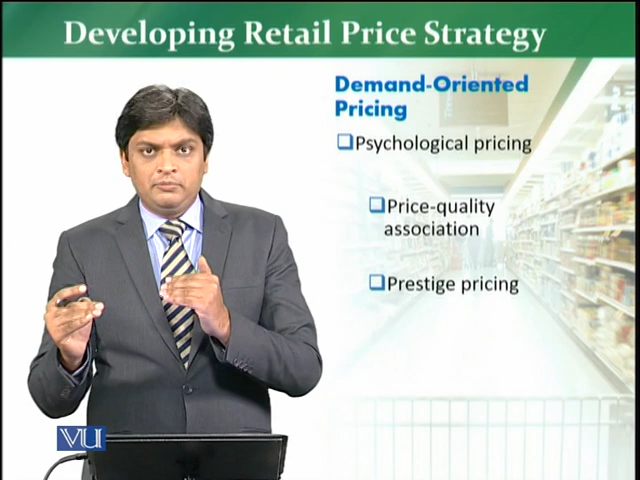 Developing Retail Price Strategy
Demand-Oriented
Pricing
Psychological pricing
Price-quality
association
Prestige pricing
VU